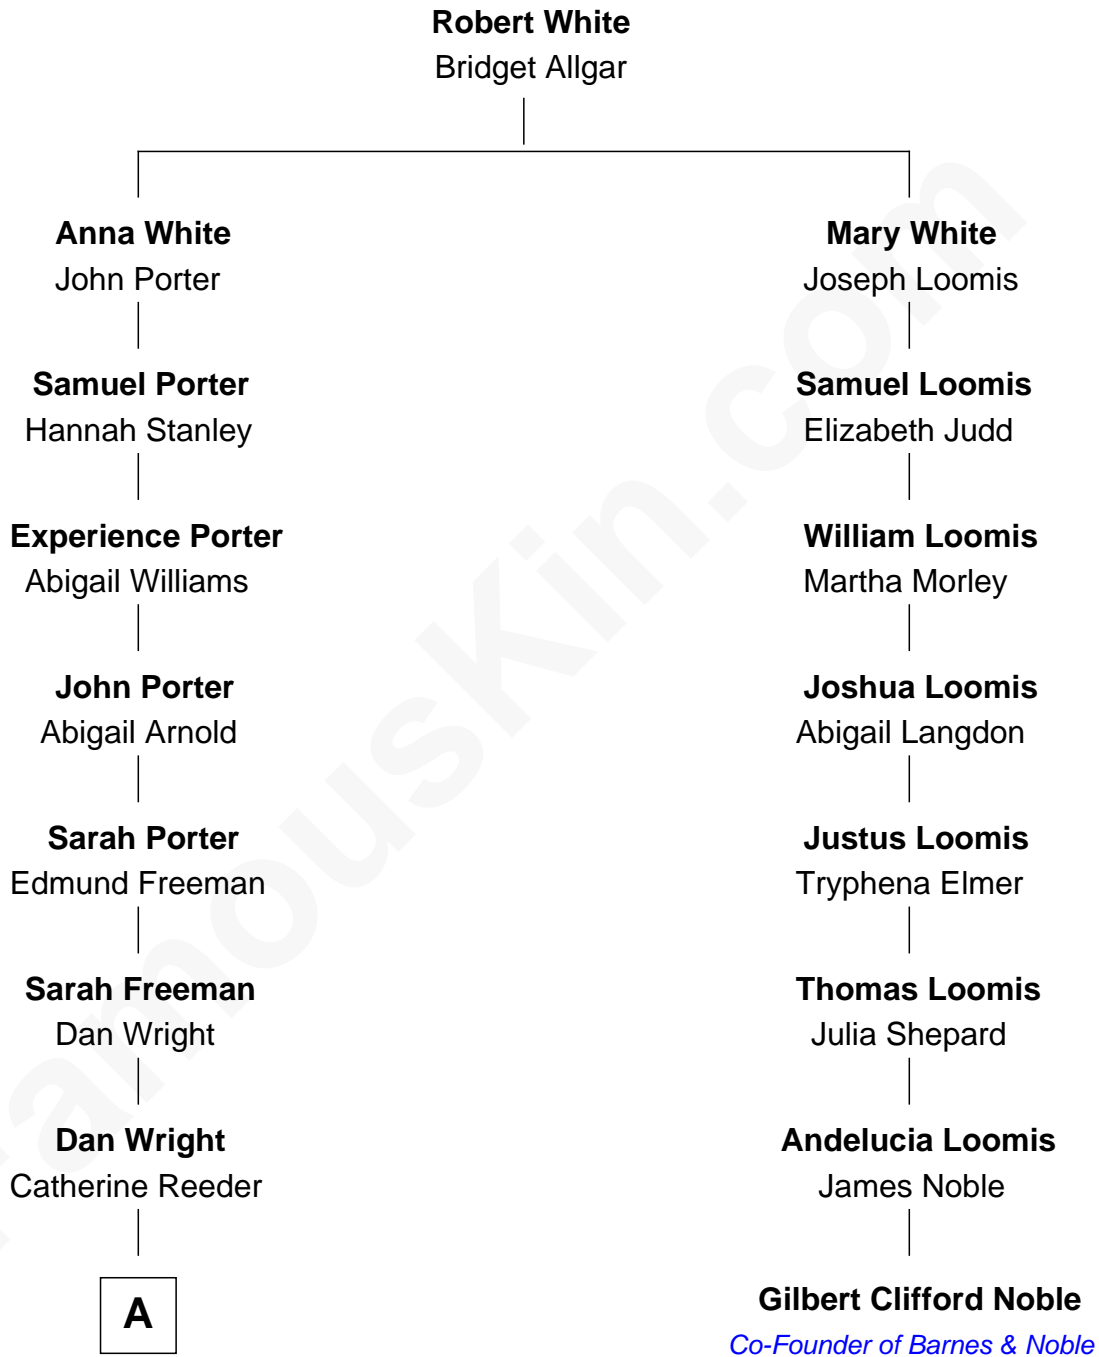 Robert White
Bridget Allgar
Anna White
John Porter
Mary White
Joseph Loomis
Samuel Porter
Hannah Stanley
Samuel Loomis
Elizabeth Judd
Experience Porter
Abigail Williams
William Loomis
Martha Morley
John Porter
Abigail Arnold
Joshua Loomis
Abigail Langdon
Sarah Porter
Edmund Freeman
Justus Loomis
Tryphena Elmer
Sarah Freeman
Dan Wright
Thomas Loomis
Julia Shepard
Dan Wright
Catherine Reeder
Andelucia Loomis
James Noble
A
Gilbert Clifford Noble
Co-Founder of Barnes & Noble
FamousKin.com